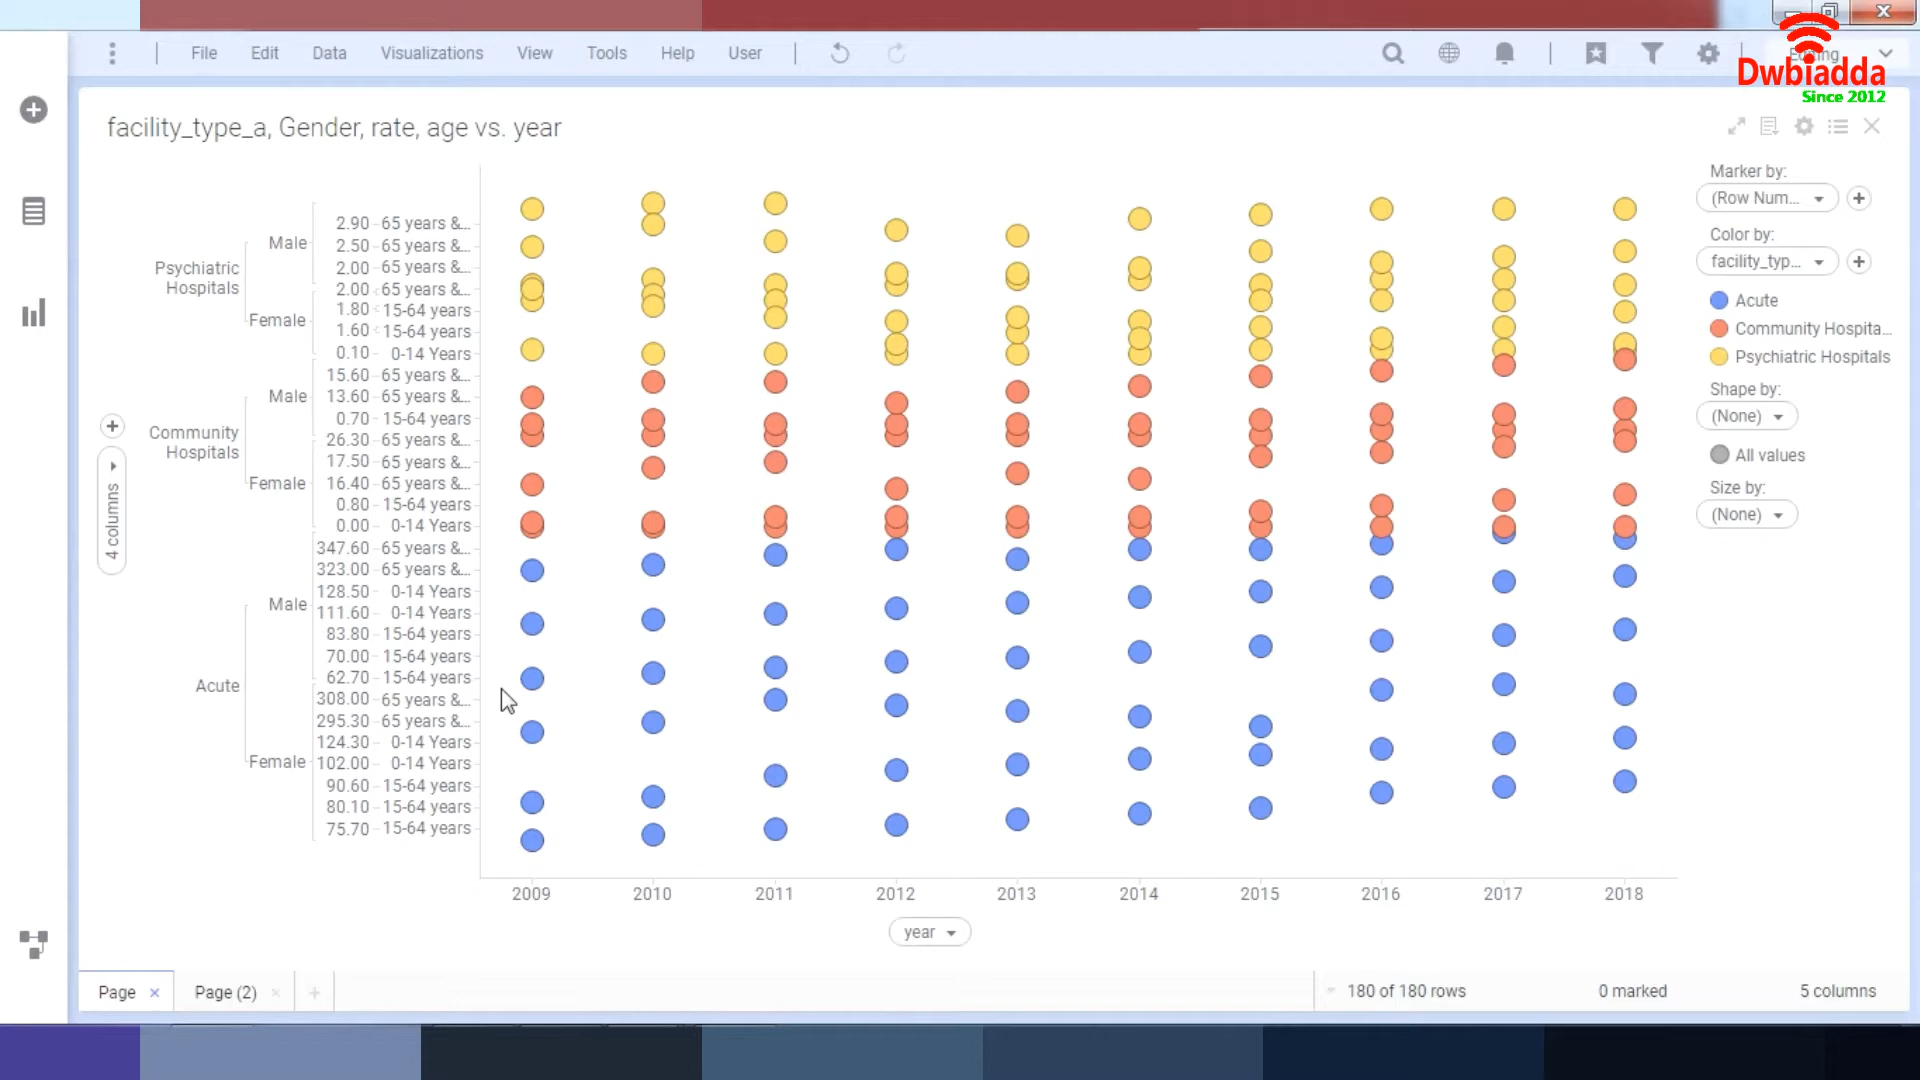 File Edit Data Visualizations View Tools Help User
Dwbiadda
Since 2012
facility_type_a, Gender, rate, age vs. year
Marker by:
(Row Num...
Color by:
facility_typ...
Acute
Community Hospita...
Psychiatric Hospitals
Shape by:
(None)
All values
Size by:
(None)
4 columns
Psychiatric
Hospitals
Male
Female
2.90 65 years &...
2.50 65 years &...
2.00 65 years &...
2.00 65 years &...
1.80 15-64 years
1.60 15-64 years
0.10 0-14 Years
Community
Hospitals
Male
Female
15.60 65 years &...
13.60 65 years &...
0.70 15-64 years
26.30 65 years &...
17.50 65 years &...
16.40 65 years &...
0.80 15-64 years
0.00 0-14 Years
Acute
Male
Female
347.60 65 years &...
323.00 65 years &...
128.50 0-14 Years
111.60 0-14 Years
83.80 15-64 years
70.00 15-64 years
62.70 15-64 years
308.00 65 years &...
295.30 65 years &...
124.30 0-14 Years
102.00 0-14 Years
90.60 15-64 years
80.10 15-64 years
75.70 15-64 years
2009 2010 2011 2012 2013 2014 2015 2016 2017 2018
year
Page Page (2)
180 of 180 rows 0 marked 5 columns